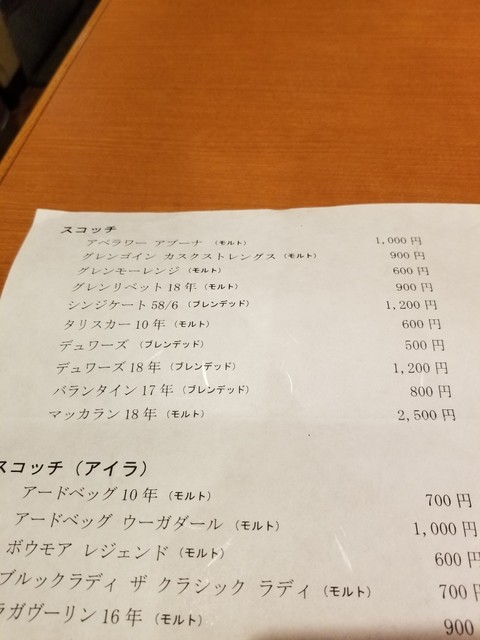 スコッチ
アベラワー アブーナ（モルト） 1,000 円
グレンゴイン カスクストレングス（モルト） 900 円
グレンモーレンジ（モルト） 600 円
グレンリベット 18 年（モルト） 900 円
シンジケート 58/6（ブレンデッド） 1,200 円
タリスカー 10 年（モルト） 600 円
デュワーズ（ブレンデッド） 500 円
デュワーズ 18 年（ブレンデッド） 1,200 円
バランタイン 17 年（ブレンデッド） 800 円
マッカラン 18 年（モルト） 2,500 円
スコッチ（アイラ）
アードベッグ 10 年（モルト） 700 円
アードベッグ ウーガダール（モルト） 1,000 円
ボウモア レジェンド（モルト） 600 円
ブルックラディ ザ クラシック ラディ（モルト） 700 円
ラガヴーリン 16 年（モルト） 900